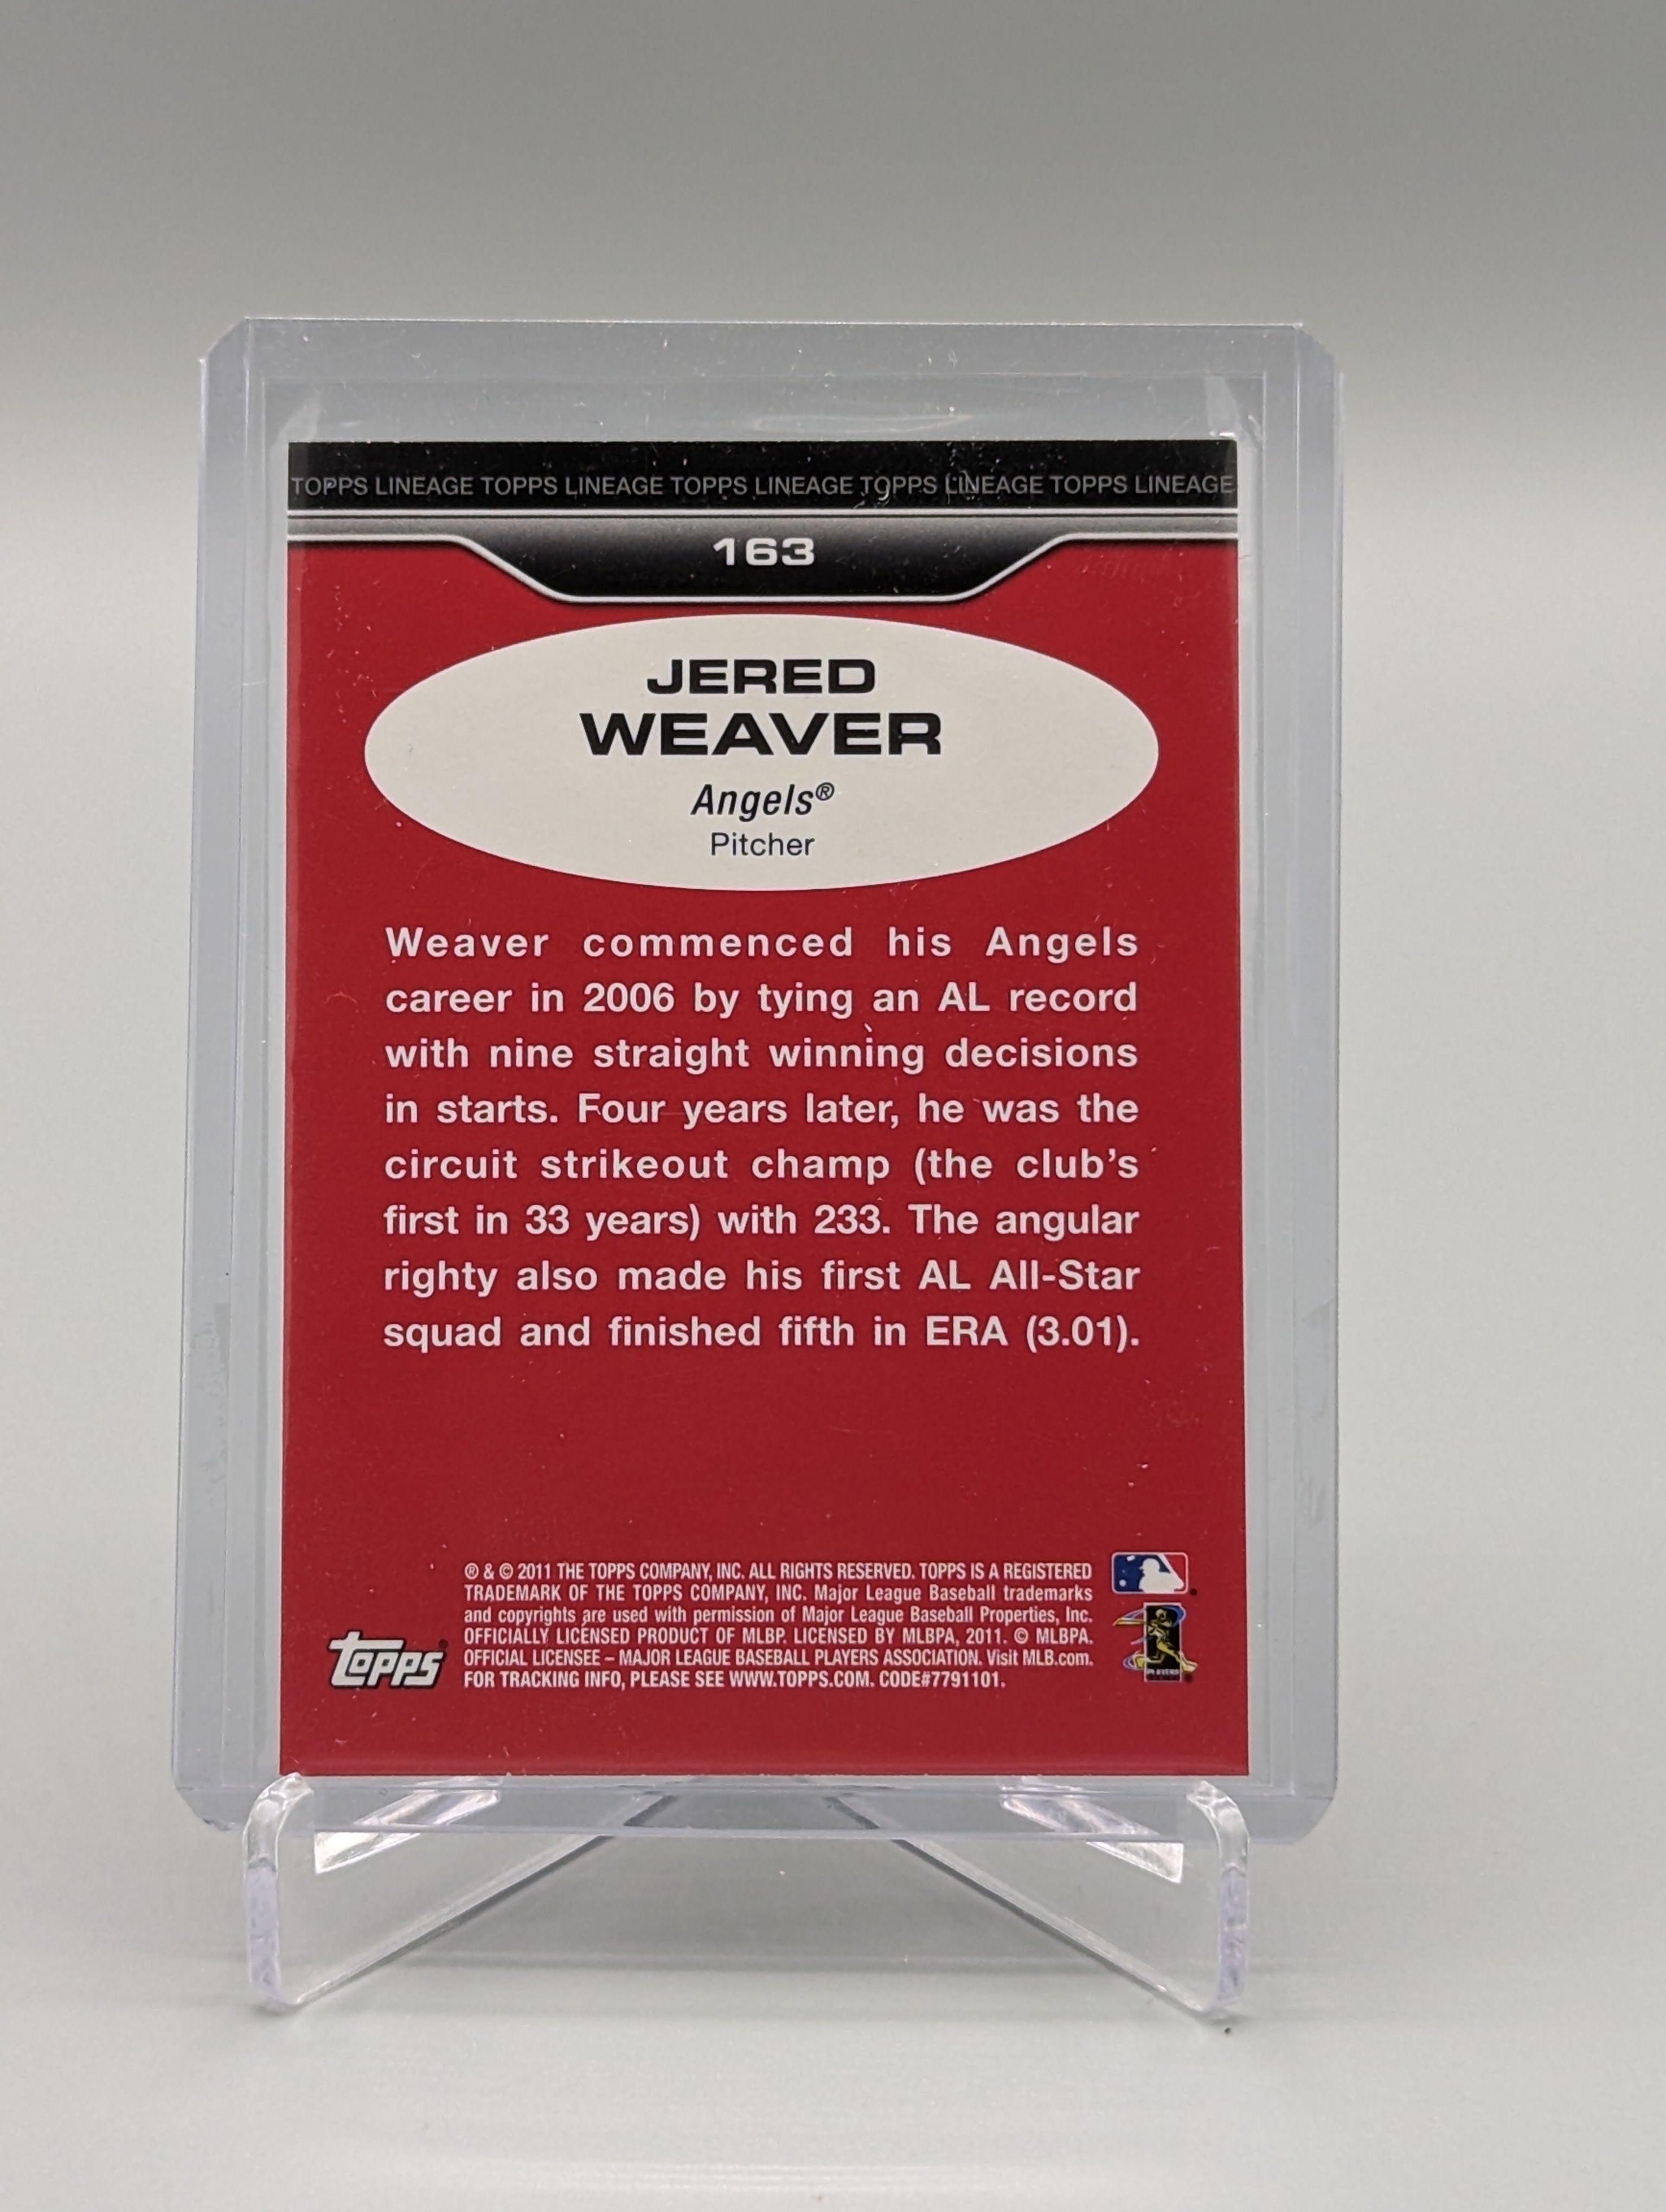 TOPPS LINEAGE TOPPS LINEAGE TOPPS LINEAGE TOPPS LINEAGE TOPPS LINEAGE
163
JERED
WEAVER
Angels®
Pitcher
Weaver commenced his Angels
career in 2006 by tying an AL record
with nine straight winning decisions
in starts. Four years later, he was the
circuit strikeout champ (the club's
first in 33 years) with 233. The angular
righty also made his first AL All-Star
squad and finished fifth in ERA (3.01).
® & © 2011 THE TOPPS COMPANY, INC. ALL RIGHTS RESERVED. TOPPS IS A REGISTERED
TRADEMARK OF THE TOPPS COMPANY, INC. Major League Baseball trademarks
and copyrights are used with permission of Major League Baseball Properties, Inc.
OFFICIALLY LICENSED PRODUCT OF MLBP. LICENSED BY MLBPA, 2011. © MLBPA.
OFFICIAL LICENSEE – MAJOR LEAGUE BASEBALL PLAYERS ASSOCIATION. Visit MLB.com.
FOR TRACKING INFO, PLEASE SEE WWW.TOPPS.COM. CODE#7791101.
topps®
PLAYERS